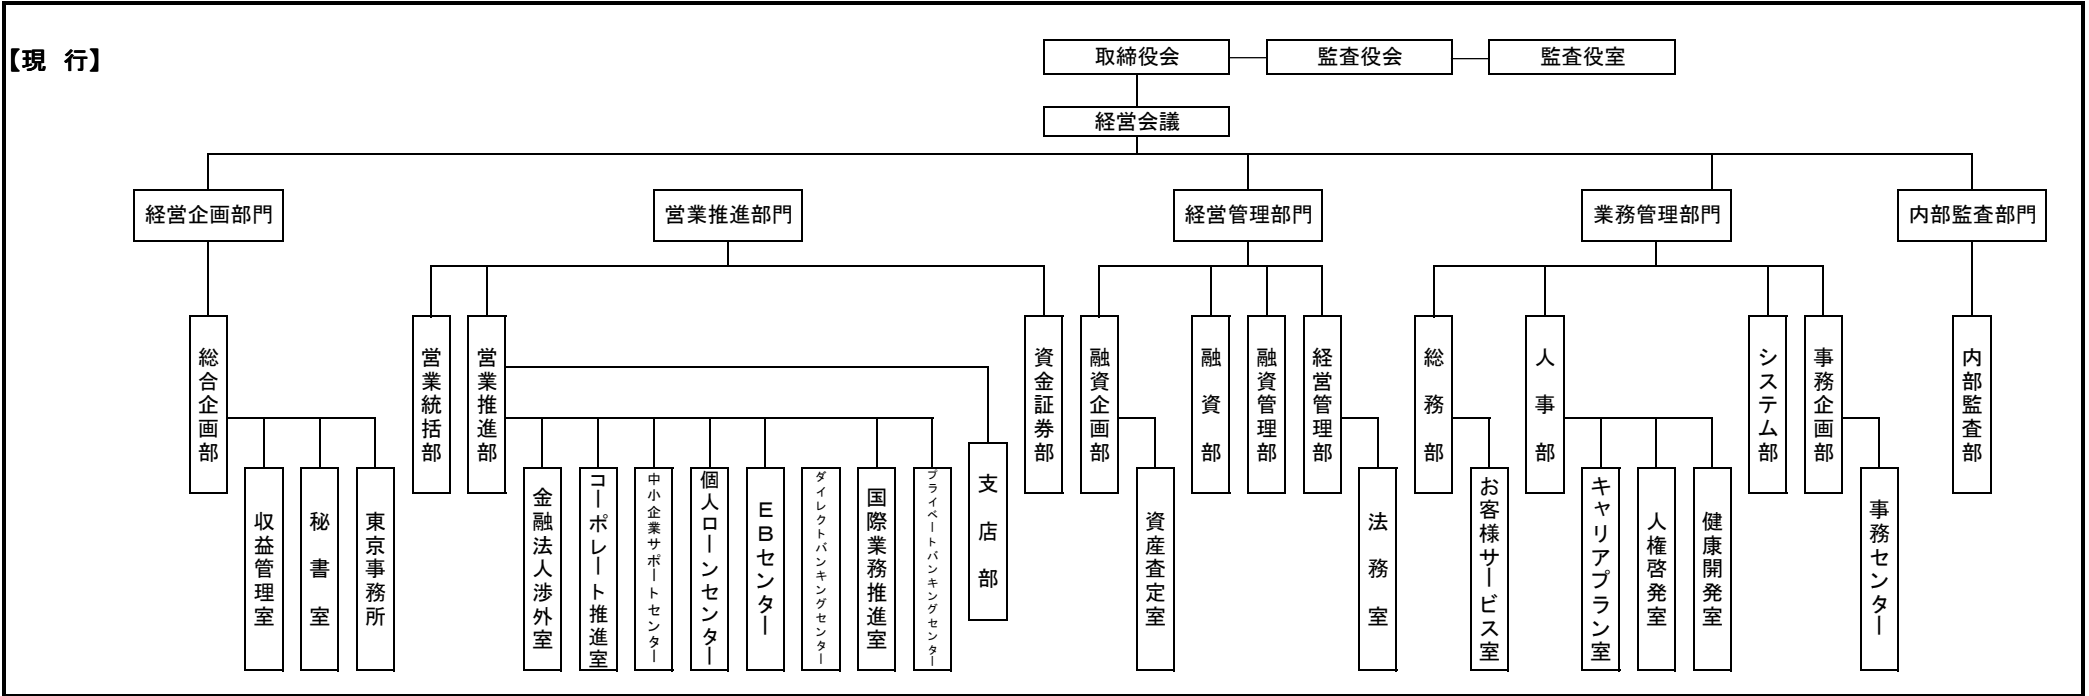 【現　行】
取締役会
監査役会
監査役室
経営会議
経営企画部門
営業推進部門
経営管理部門
業務管理部門
内部監査部門
総合企画部
営業統括部
営業推進部
資金証券部
融資企画部
融資部
融資管理部
経営管理部
総務部
人事部
システム部
事務企画部
内部監査部
支店部
収益管理室
秘書室
東京事務所
金融法人渉外室
コーポレート推進室
中小企業サポートセンター
個人ローンセンター
ＥＢセンター
ダイレクトバンキングセンター
国際業務推進室
プライベートバンキングセンター
資産査定室
法務室
お客様サービス室
キャリアプラン室
人権啓発室
健康開発室
事務センター